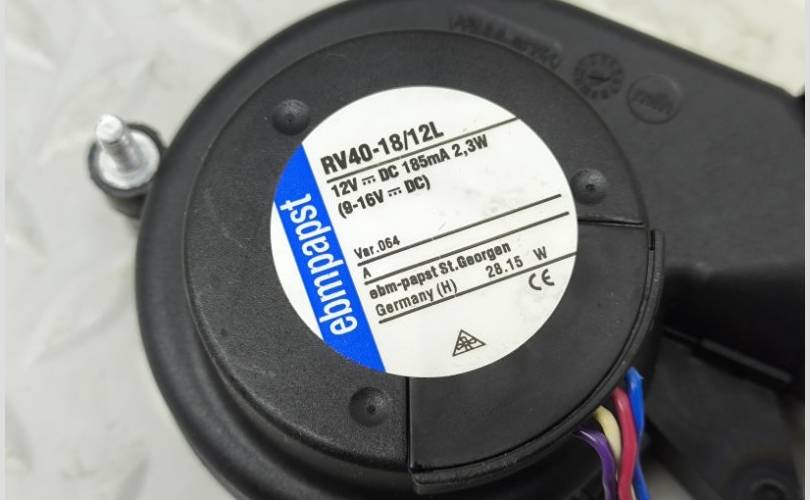 RV40-18/12L
12V ⎓ DC 185mA 2,3W
(9-16V ⎓ DC)
Var.064
A
ebm-papst St.Georgen
Germany (H) 28.15 W
CE
ebmpapst